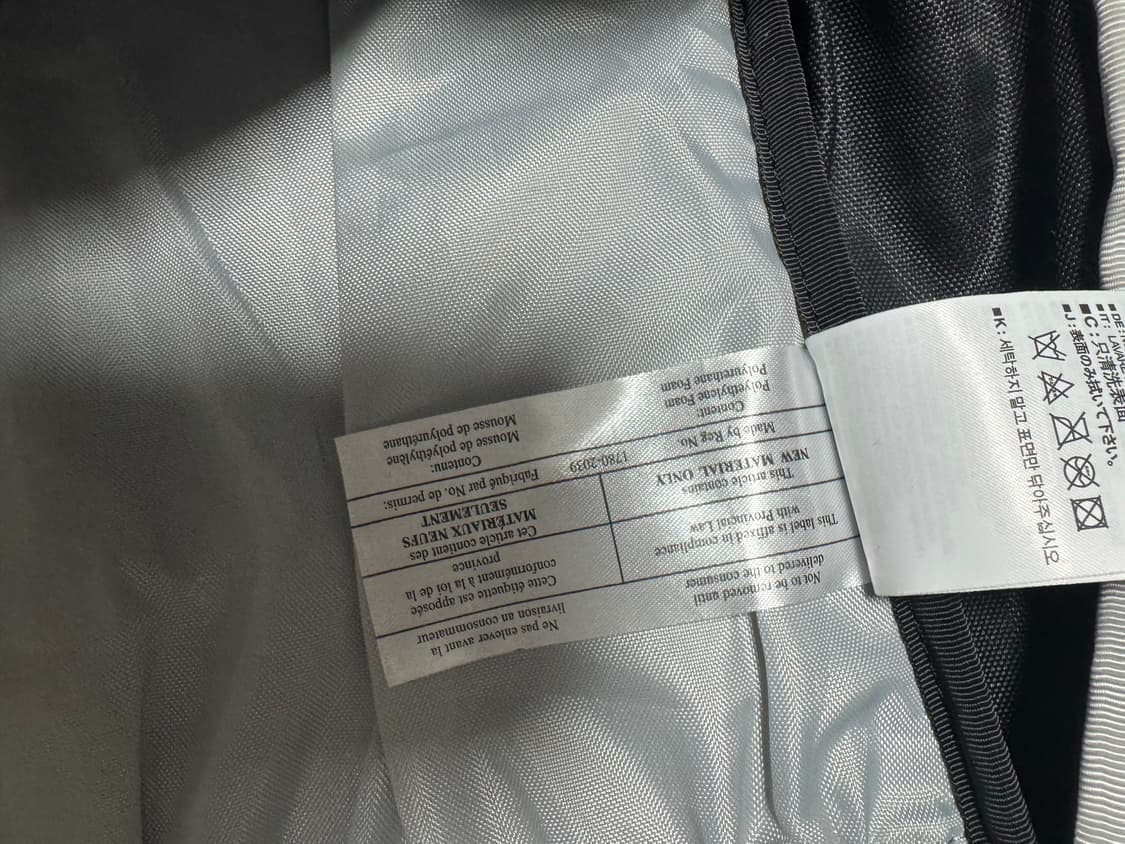 Not to be removed until
delivered to the consumer
Ne pas enlever avant la
livraison an consommateur
This label is affixed in compliance
with Provincial Law
Cette étiquette est apposée
conformément à la loi de la
province
This article contains
NEW MATERIAL ONLY
Cet article contient des
MATÉRIAUX NEUFS
SEULEMENT
Made by Reg No.
1780-2039
Fabriqué par No. de permis:
Content:
Polyethylene Foam
Polyurethane Foam
Contenu:
Mousse de polyéthylène
Mousse de polyuréthane
■C : 只清洗表面
■J : 表面のみ拭いて下さい。
■K : 세탁하지 말고 표면만 닦아주십시오